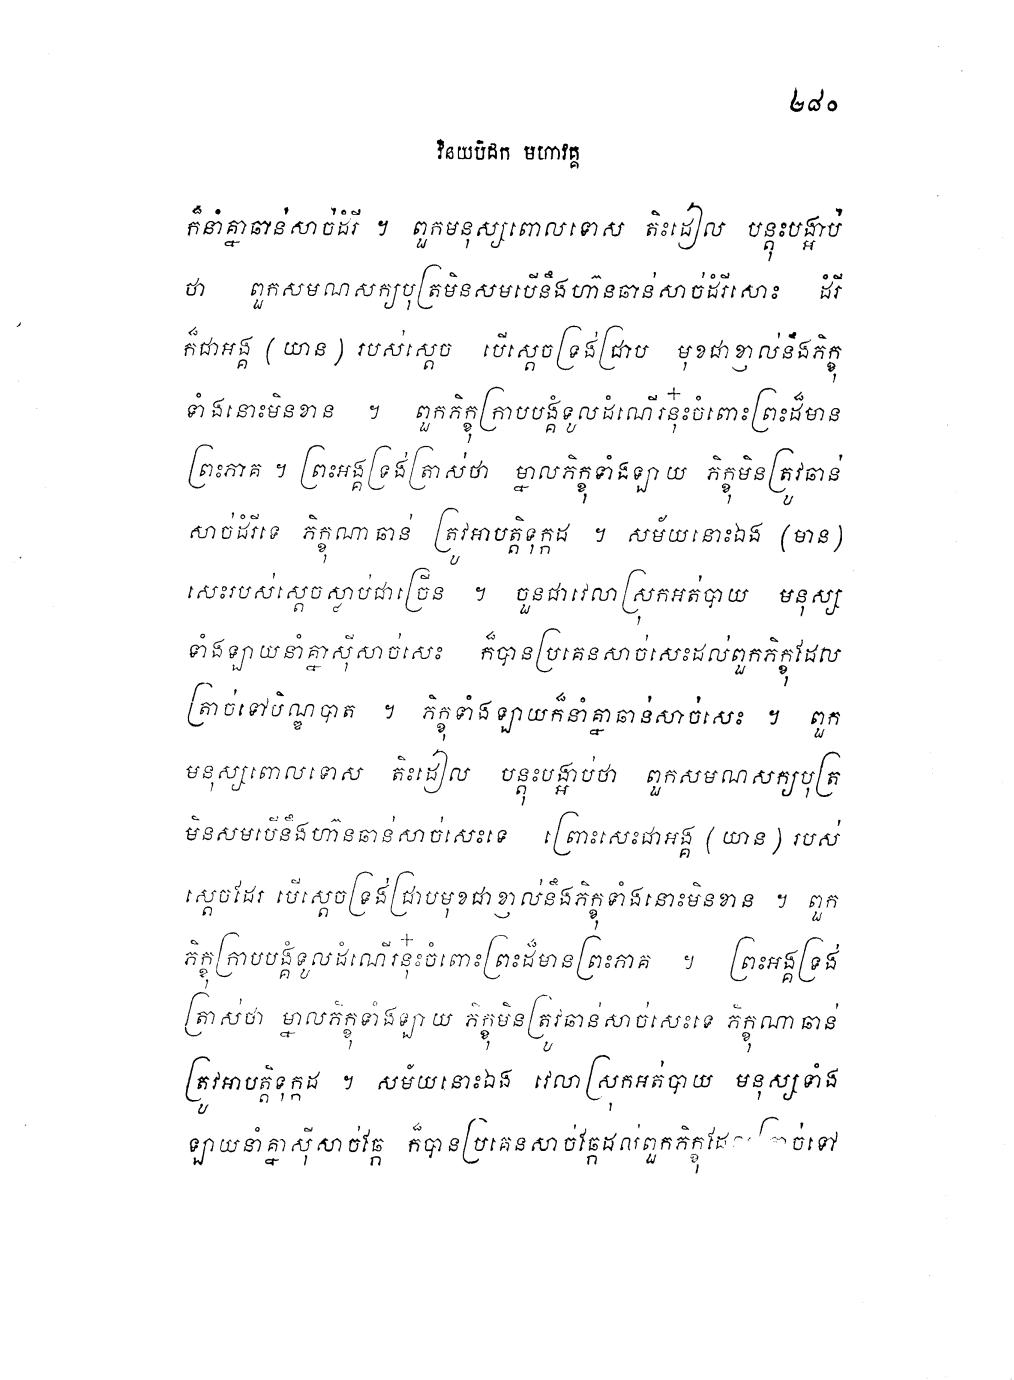 ២៨០
វិនយបិដក មហាវគ្គ
ក៏នាំគ្នាឆាន់សាច់ដំរី ។ ពួកមនុស្សពោលទោស តិះដៀល បន្តុះបង្អាប់
ថា ពួកសមណសក្យបុត្រមិនសមបើនឹងហ៊ានឆាន់សាច់ដំរីសោះ ដំរី
ក៏ជាអង្គ (យាន) របស់ស្តេច បើស្តេចទ្រង់ជ្រាប មុខជាខ្ញាល់នឹងភិក្ខុ
ទាំងនោះមិនខាន ។ ពួកភិក្ខុក្រាបបង្គំទូលដំណើរនុ៎ះចំពោះព្រះដ៏មាន
ព្រះភាគ ។ ព្រះអង្គទ្រង់ត្រាស់ថា ម្នាលភិក្ខុទាំងឡាយ ភិក្ខុមិនត្រូវឆាន់
សាច់ដំរីទេ ភិក្ខុណាឆាន់ ត្រូវអាបត្តិទុក្កដ ។ សម័យនោះឯង (មាន)
សេះរបស់ស្តេចស្លាប់ជាច្រើន ។ ចួនជាវេលាស្រុកអត់បាយ មនុស្ស
ទាំងឡាយនាំគ្នាស៊ីសាច់សេះ ក៏បានប្រគេនសាច់សេះដល់ពួកភិក្ខុដែល
ត្រាច់ទៅបិណ្ឌបាត ។ ភិក្ខុទាំងឡាយក៏នាំគ្នាឆាន់សាច់សេះ ។ ពួក
មនុស្សពោលទោស តិះដៀល បន្តុះបង្អាប់ថា ពួកសមណសក្យបុត្រ
មិនសមបើនឹងហ៊ានឆាន់សាច់សេះទេ ព្រោះសេះជាអង្គ (យាន) របស់
ស្តេចដែរ បើស្តេចទ្រង់ជ្រាបមុខជាខ្ញាល់នឹងភិក្ខុទាំងនោះមិនខាន ។ ពួក
ភិក្ខុក្រាបបង្គំទូលដំណើរនុ៎ះចំពោះព្រះដ៏មានព្រះភាគ ។ ព្រះអង្គទ្រង់
ត្រាស់ថា ម្នាលភិក្ខុទាំងឡាយ ភិក្ខុមិនត្រូវឆាន់សាច់សេះទេ ភិក្ខុណាឆាន់
ត្រូវអាបត្តិទុក្កដ ។ សម័យនោះឯង វេលាស្រុកអត់បាយ មនុស្សទាំង
ឡាយនាំគ្នាស៊ីសាច់ឆ្កែ ក៏បានប្រគេនសាច់ឆ្កែដល់ពួកភិក្ខុដែលត្រាច់ទៅ